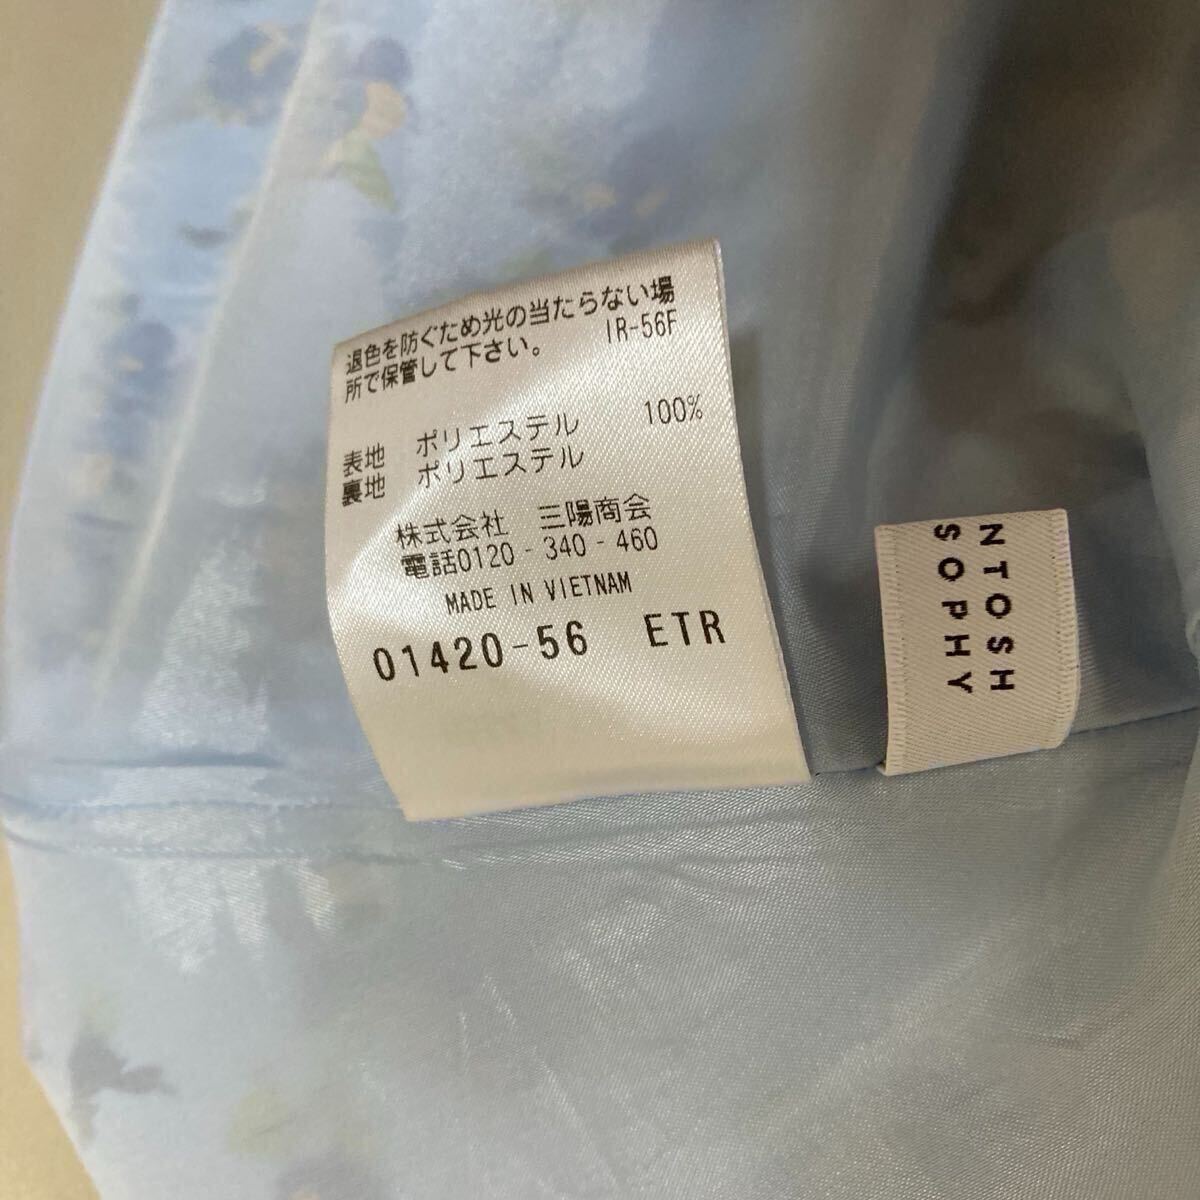 退色を防ぐため光の当たらない場
所で保管して下さい。 IR-56F
表地 ポリエステル 100%
裏地 ポリエステル
株式会社 三陽商会
電話0120-340-460
MADE IN VIETNAM
01420-56 ETR
NTOSH
SOPHY